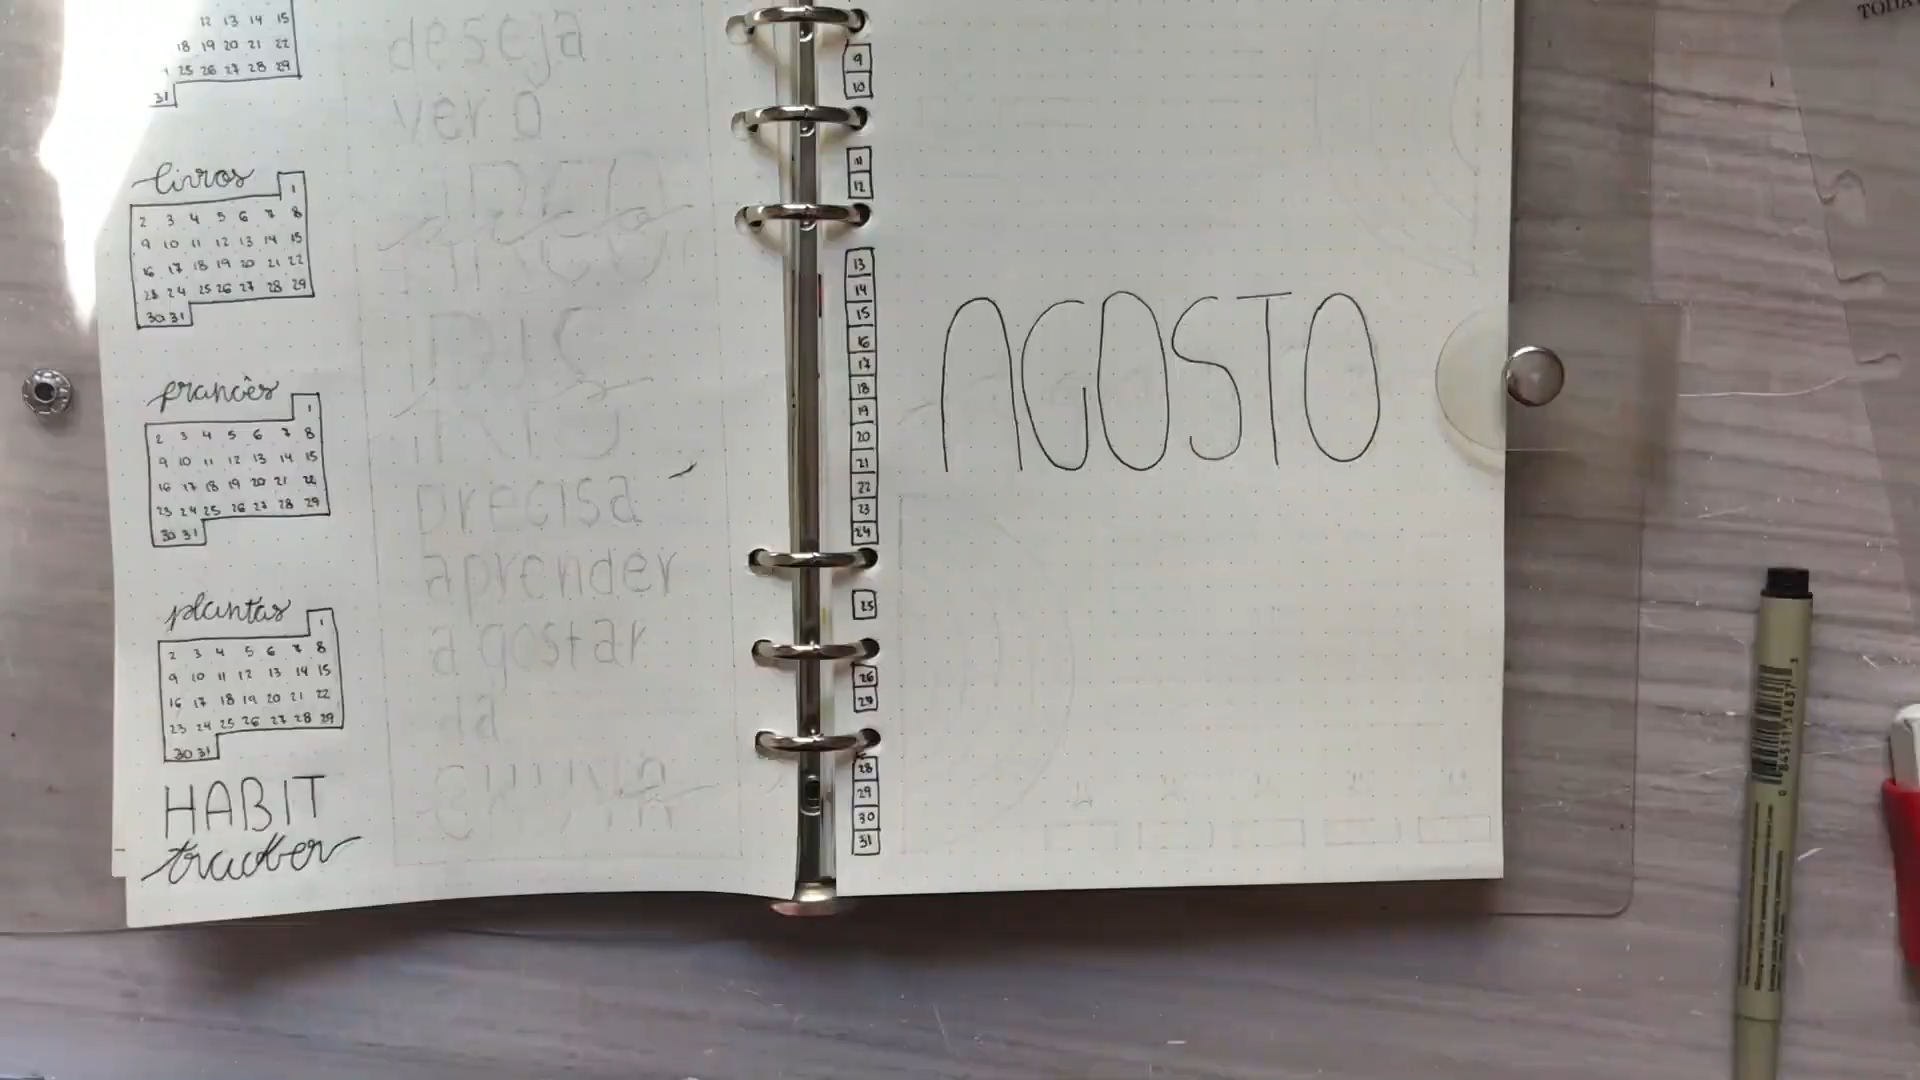 12 13 14 15
18 19 20 21 22
25 26 27 28 29
31
livros
1
2 3 4 5 6 7 8
9 10 11 12 13 14 15
16 17 18 19 20 21 22
23 24 25 26 27 28 29
30 31
francês
1
2 3 4 5 6 7 8
9 10 11 12 13 14 15
16 17 18 19 20 21 22
23 24 25 26 27 28 29
30 31
plantas
1
2 3 4 5 6 7 8
9 10 11 12 13 14 15
16 17 18 19 20 21 22
23 24 25 26 27 28 29
30 31
HABIT
tracker
deseja
ver o
ARCO
ÍRIS
precisa
aprender
a gostar
da
CHUVA
9
10
11
12
13
14
15
16
17
18
19
20
21
22
23
24
25
26
27
28
29
30
31
AGOSTO